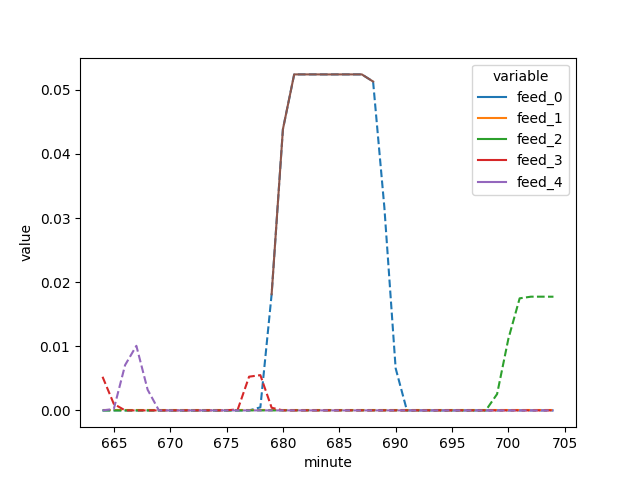 variable
feed_0
feed_1
feed_2
feed_3
feed_4
0.05
0.04
0.03
0.02
0.01
0.00
value
665 670 675 680 685 690 695 700 705
minute